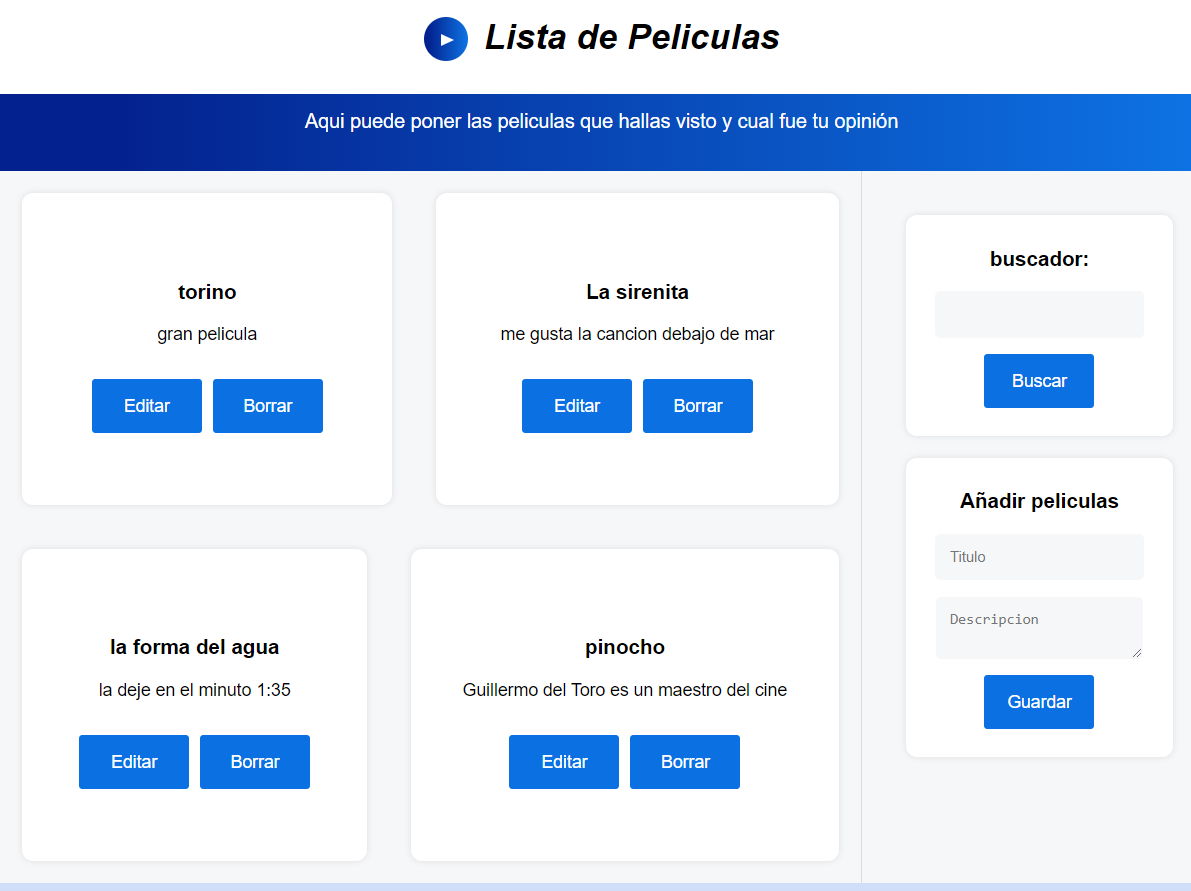 Lista de Peliculas
Aqui puede poner las peliculas que hallas visto y cual fue tu opinión
torino
gran pelicula
Editar Borrar
La sirenita
me gusta la cancion debajo de mar
Editar Borrar
la forma del agua
la deje en el minuto 1:35
Editar Borrar
pinocho
Guillermo del Toro es un maestro del cine
Editar Borrar
buscador:
Buscar
Añadir peliculas
Titulo
Descripcion
Guardar